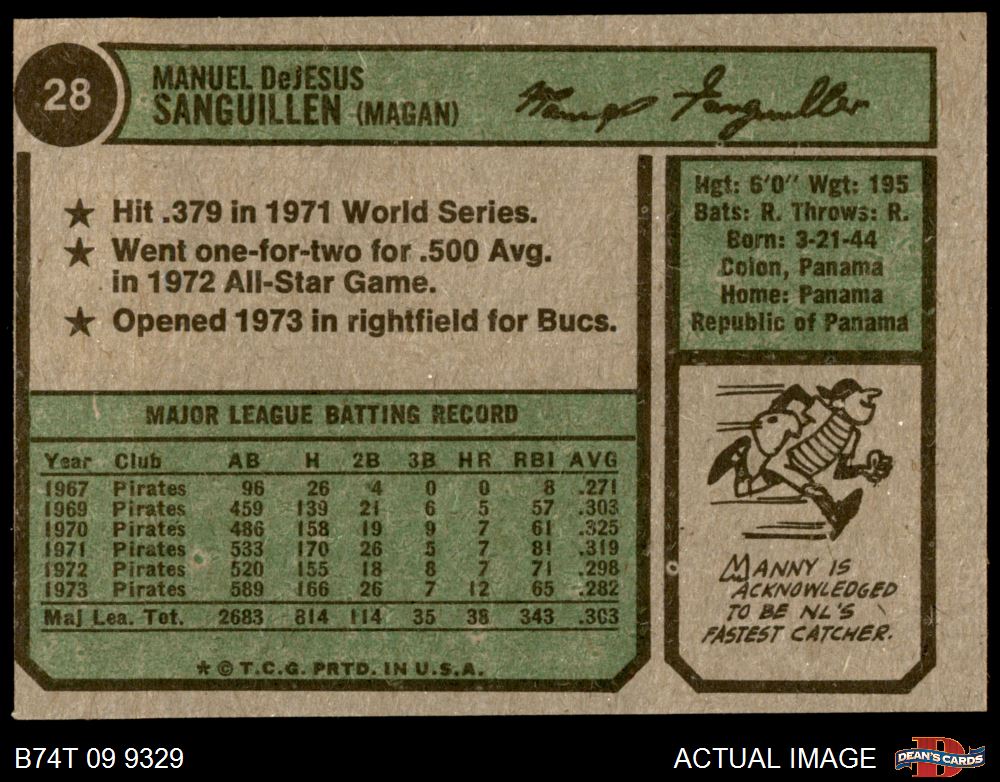 28
MANUEL DeJESUS
SANGUILLEN (MAGAN)
Manuel Sanguillen
★ Hit .379 in 1971 World Series.
★ Went one-for-two for .500 Avg.
in 1972 All-Star Game.
★ Opened 1973 in rightfield for Bucs.
Hgt: 6'0" Wgt: 195
Bats: R. Throws: R.
Born: 3-21-44
Colon, Panama
Home: Panama
Republic of Panama
MAJOR LEAGUE BATTING RECORD
Year Club AB H 2B 3B HR RBI AVG
1967 Pirates 96 26 4 0 0 8 .271
1969 Pirates 459 139 21 6 5 57 .303
1970 Pirates 486 158 19 9 7 61 .325
1971 Pirates 533 170 26 5 7 81 .319
1972 Pirates 520 155 18 8 7 71 .298
1973 Pirates 589 166 26 7 12 65 .282
Maj Lea. Tot. 2683 814 114 35 38 343 .303
* © T.C.G. PRTD. IN U.S.A.
MANNY IS
ACKNOWLEDGED
TO BE NL'S
FASTEST CATCHER.
B74T 09 9329
ACTUAL IMAGE
DEAN'S CARDS